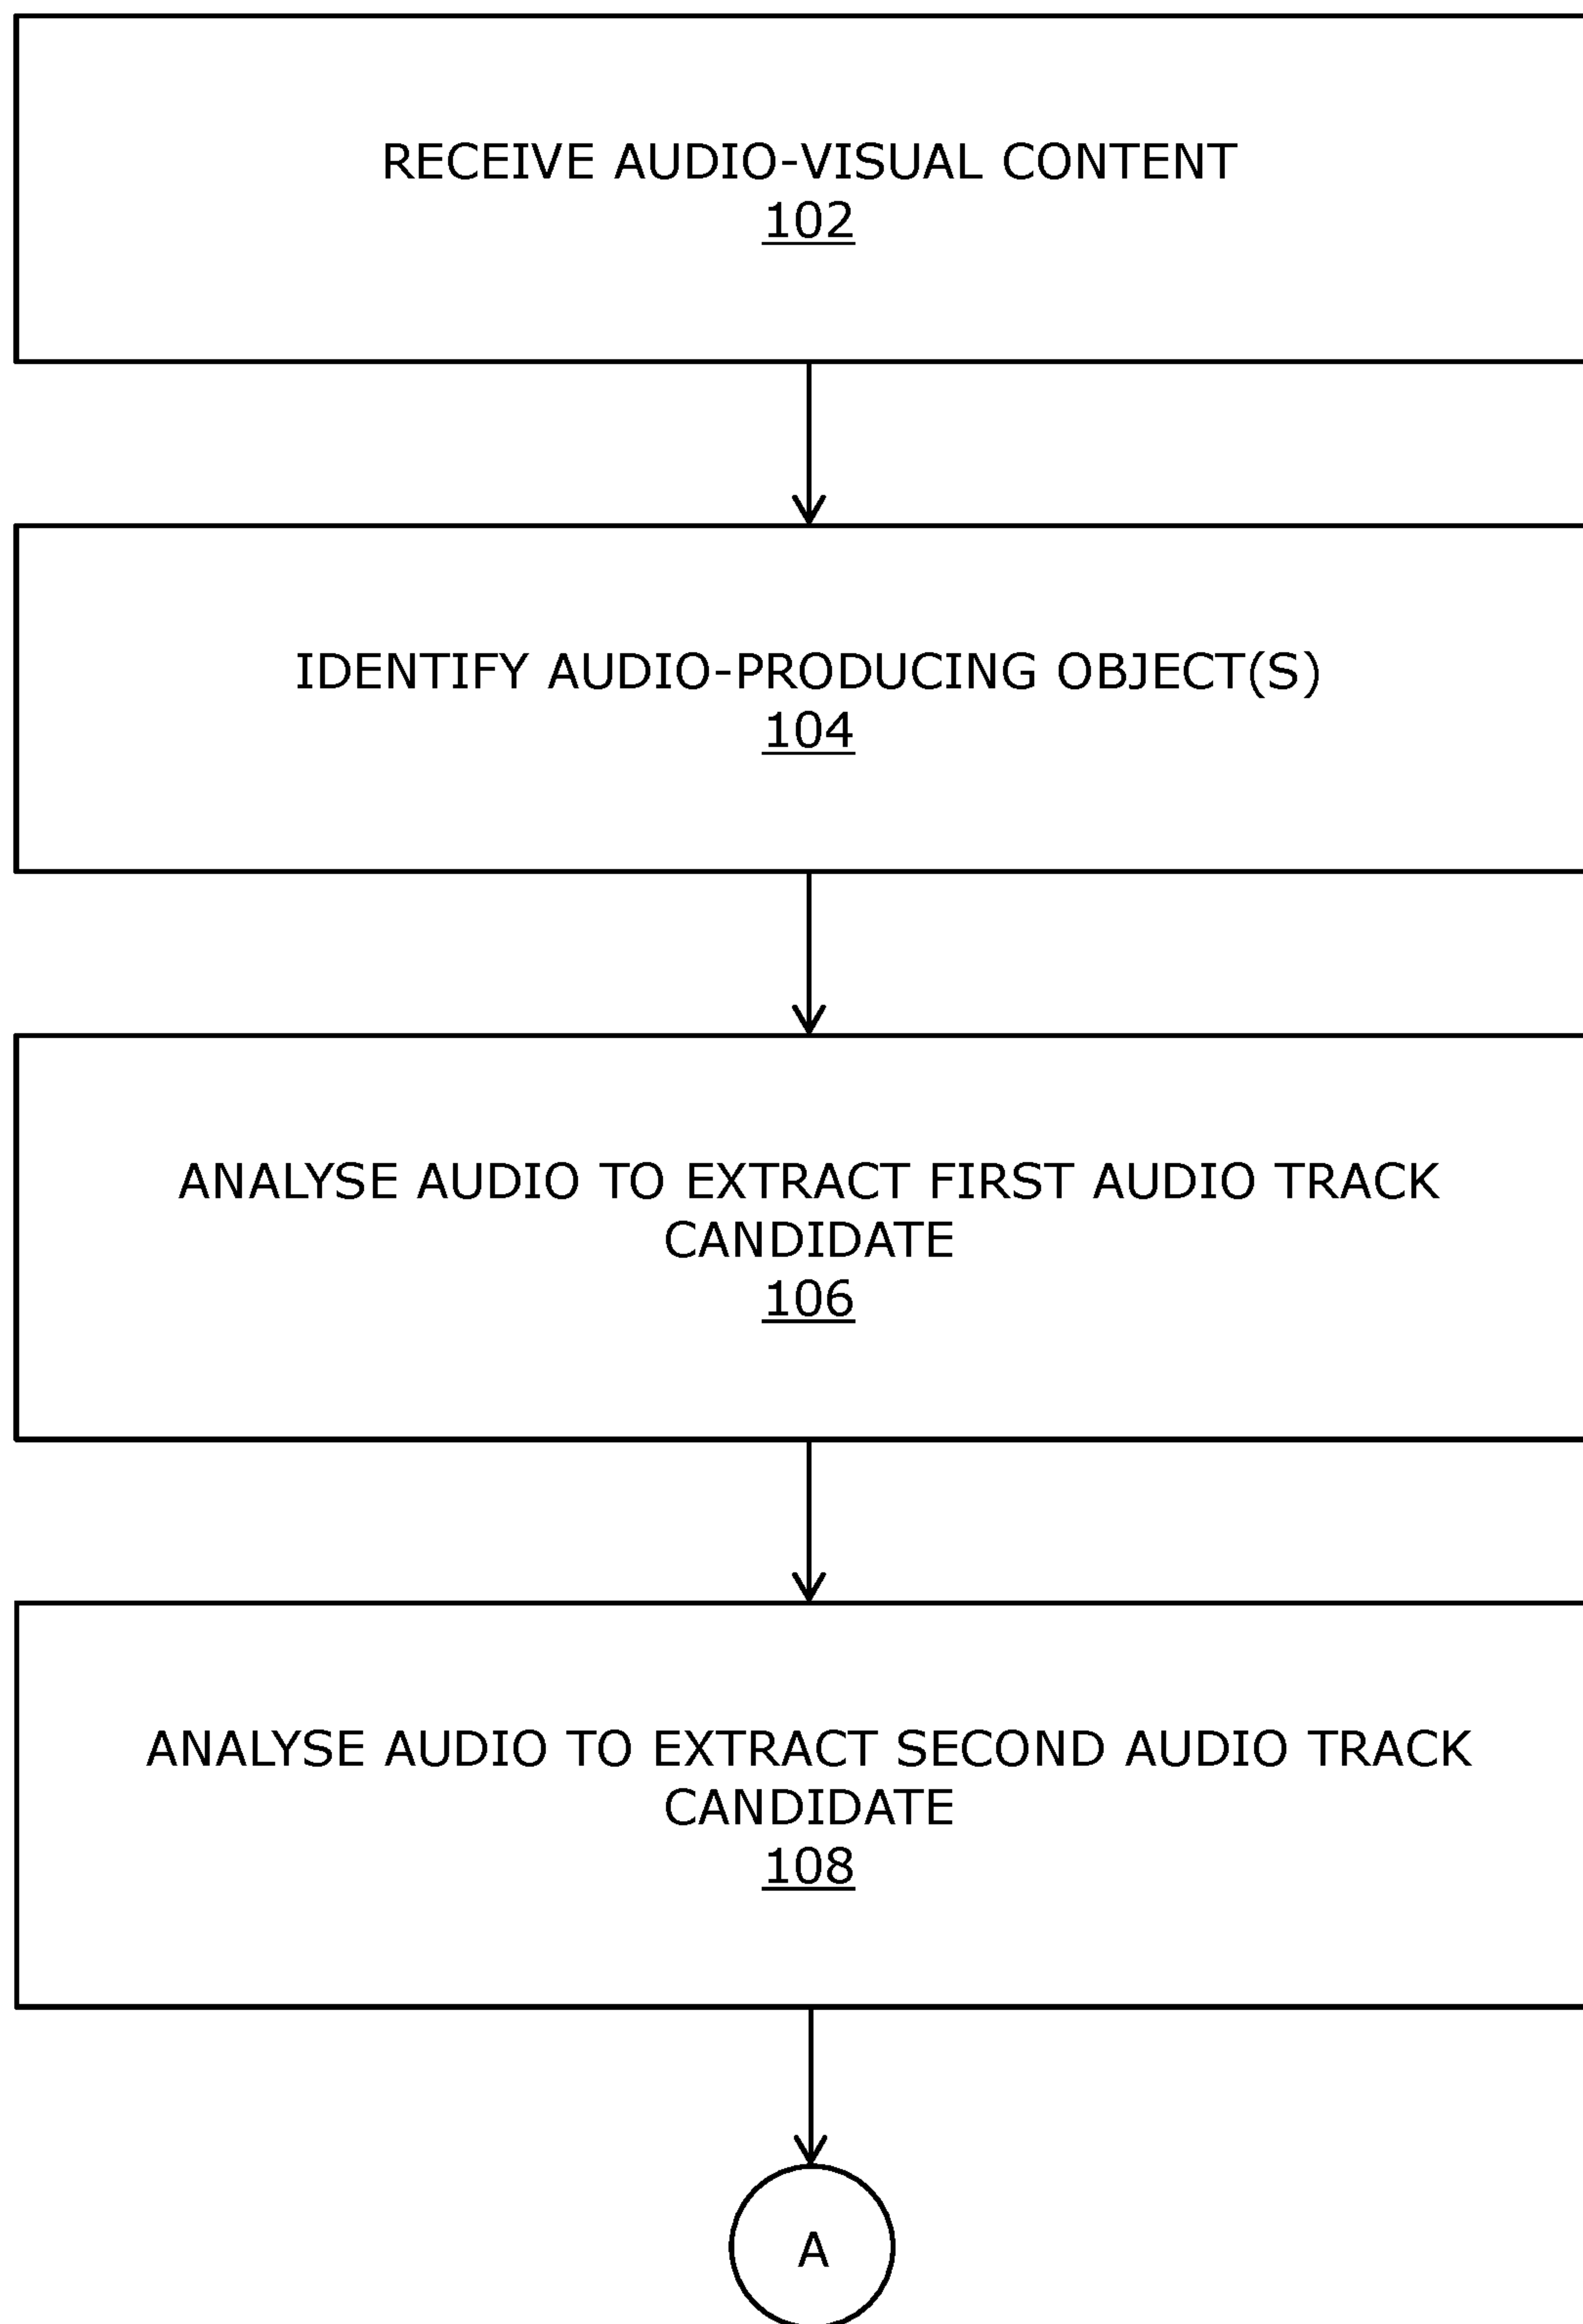 RECEIVE AUDIO-VISUAL CONTENT
102
IDENTIFY AUDIO-PRODUCING OBJECT(S)
104
ANALYSE AUDIO TO EXTRACT FIRST AUDIO TRACK
CANDIDATE
106
ANALYSE AUDIO TO EXTRACT SECOND AUDIO TRACK
CANDIDATE
108
A